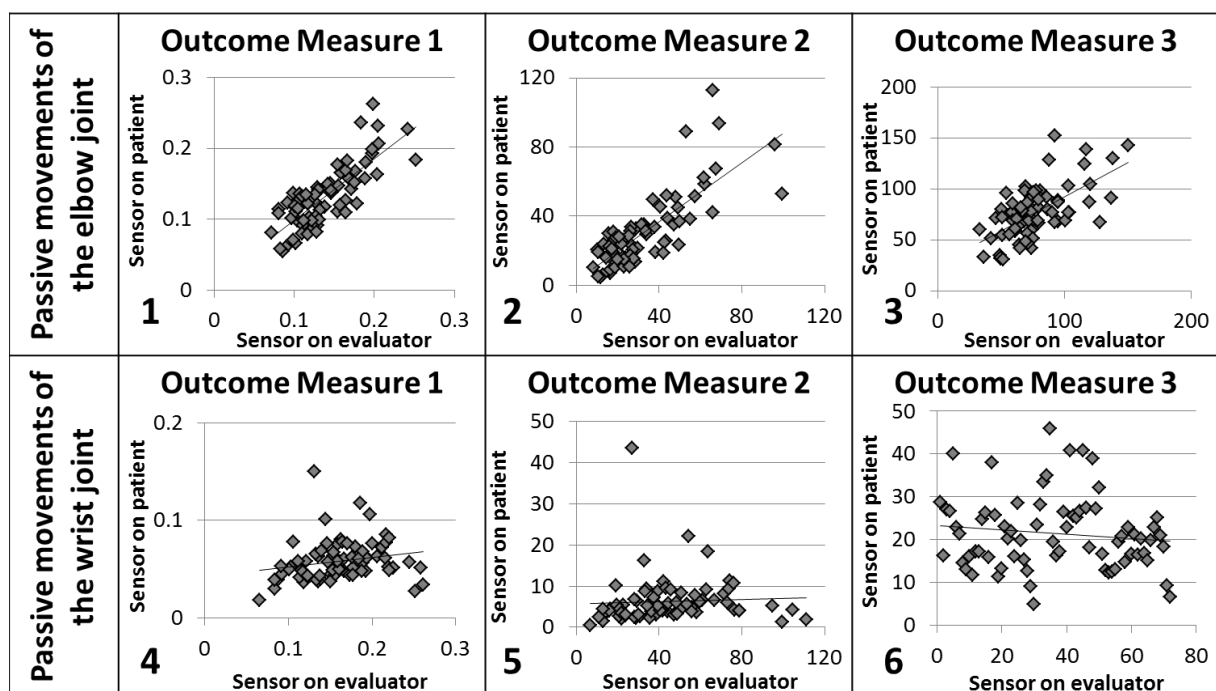 Passive movements of
the elbow joint
Outcome Measure 1
Sensor on patient
0.3
0.2
0.1
0
0
0.1
0.2
0.3
1
Sensor on evaluator
Outcome Measure 2
Sensor on patient
120
80
40
0
0
40
80
120
2
Sensor on evaluator
Outcome Measure 3
Sensor on patient
200
150
100
50
0
0
100
200
3
Sensor on evaluator
Passive movements of
the wrist joint
Outcome Measure 1
Sensor on patient
0.2
0.1
0
0
0.1
0.2
0.3
4
Sensor on evaluator
Outcome Measure 2
Sensor on patient
50
40
30
20
10
0
0
40
80
120
5
Sensor on evaluator
Outcome Measure 3
Sensor on patient
50
40
30
20
10
0
0
20
40
60
80
6
Sensor on evaluator